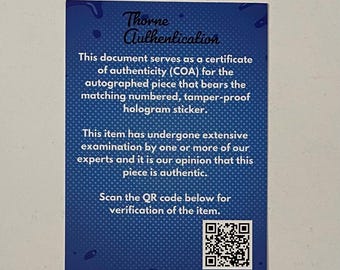 Thorne
Authentication
This document serves as a certificate
of authenticity (COA) for the
autographed piece that bears the
matching numbered, tamper-proof
hologram sticker.
This item has undergone extensive
examination by one or more of our
experts and it is our opinion that this
piece is authentic.
Scan the QR code below for
verification of the item.